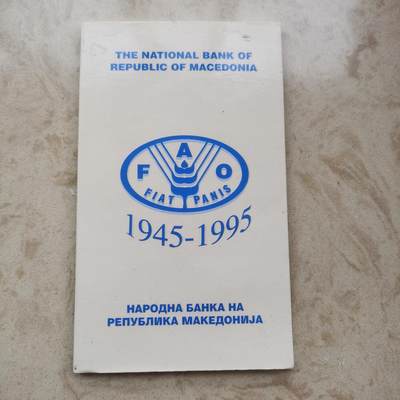 THE NATIONAL BANK OF
REPUBLIC OF MACEDONIA
F A O
FIAT PANIS
1945-1995
НАРОДНА БАНКА НА
РЕПУБЛИКА МАКЕДОНИЈА